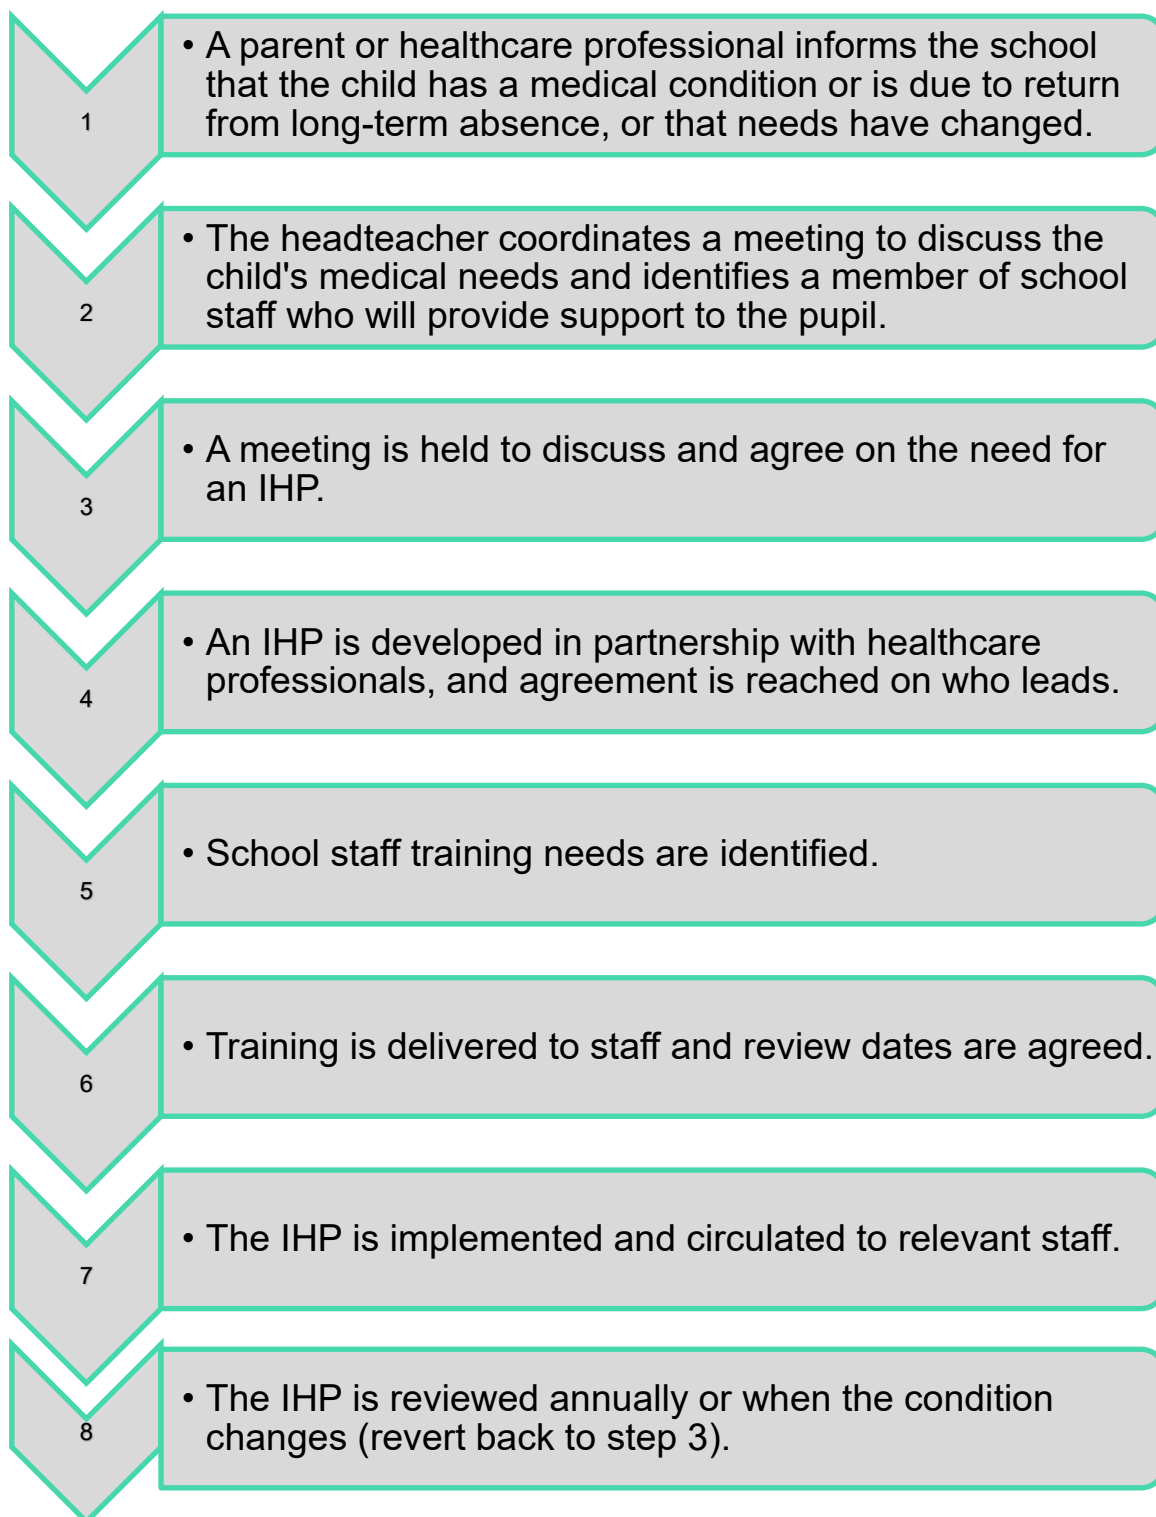 1
• A parent or healthcare professional informs the school
that the child has a medical condition or is due to return
from long-term absence, or that needs have changed.
2
• The headteacher coordinates a meeting to discuss the
child's medical needs and identifies a member of school
staff who will provide support to the pupil.
3
• A meeting is held to discuss and agree on the need for
an IHP.
4
• An IHP is developed in partnership with healthcare
professionals, and agreement is reached on who leads.
5
• School staff training needs are identified.
6
• Training is delivered to staff and review dates are agreed.
7
• The IHP is implemented and circulated to relevant staff.
8
• The IHP is reviewed annually or when the condition
changes (revert back to step 3).